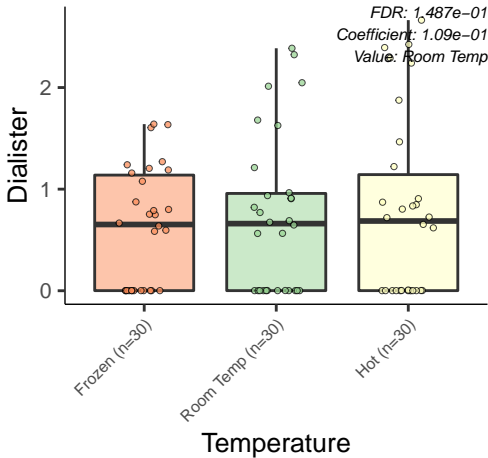 FDR: 1.487e−01
Coefficient: 1.09e−01
Value: Room Temp
Dialister
2
1
0
Frozen (n=30)
Room Temp (n=30)
Hot (n=30)
Temperature